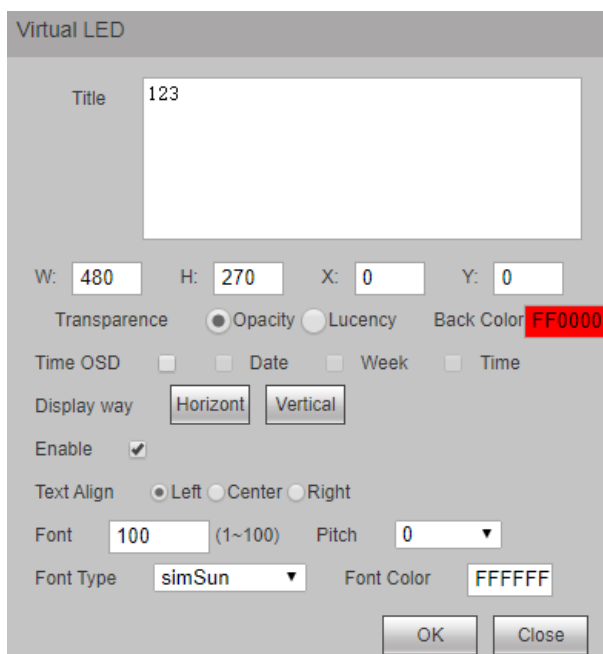 Virtual LED
Title 123
W: 480 H: 270 X: 0 Y: 0
Transparence Opacity Lucency Back Color FF0000
Time OSD Date Week Time
Display way Horizont Vertical
Enable
Text Align Left Center Right
Font 100 (1~100) Pitch 0
Font Type simSun Font Color FFFFFF
OK Close